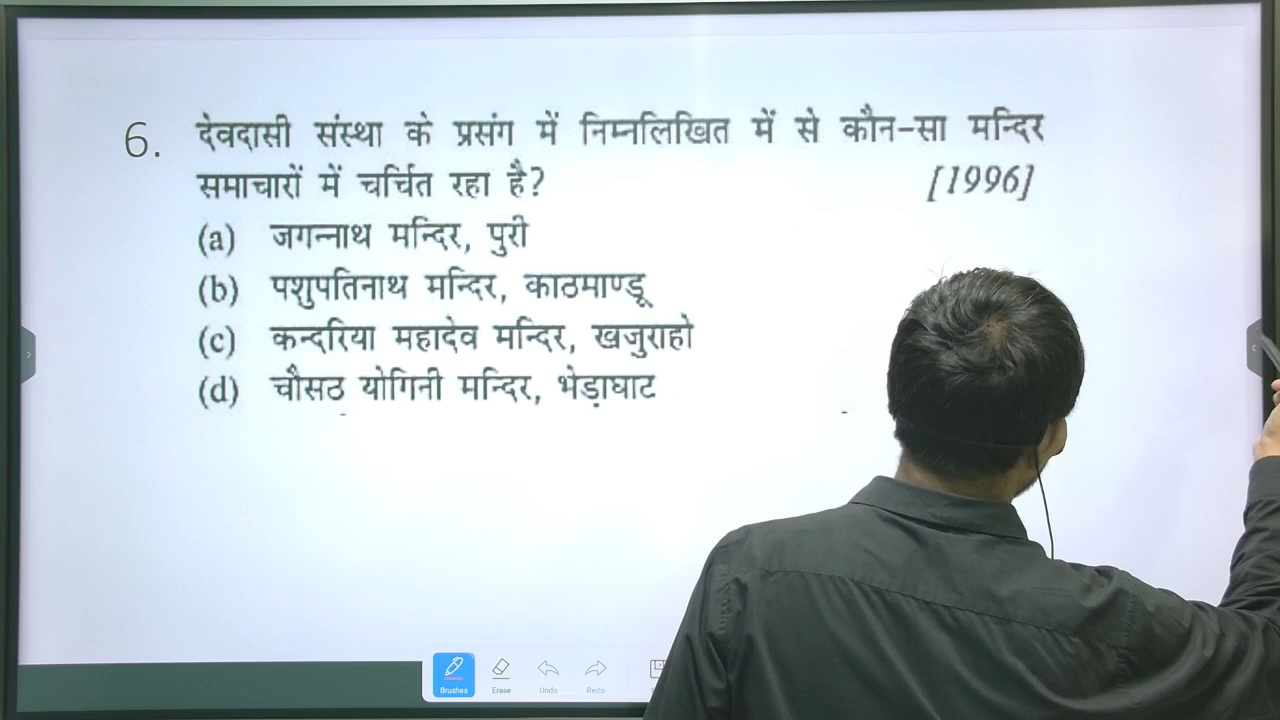 6. देवदासी संस्था के प्रसंग में निम्नलिखित में से कौन-सा मन्दिर
समाचारों में चर्चित रहा है? [1996]
(a) जगन्नाथ मन्दिर, पुरी
(b) पशुपतिनाथ मन्दिर, काठमाण्डू
(c) कन्दरिया महादेव मन्दिर, खजुराहो
(d) चौसठ योगिनी मन्दिर, भेड़ाघाट
Brushes Erase Undo Redo